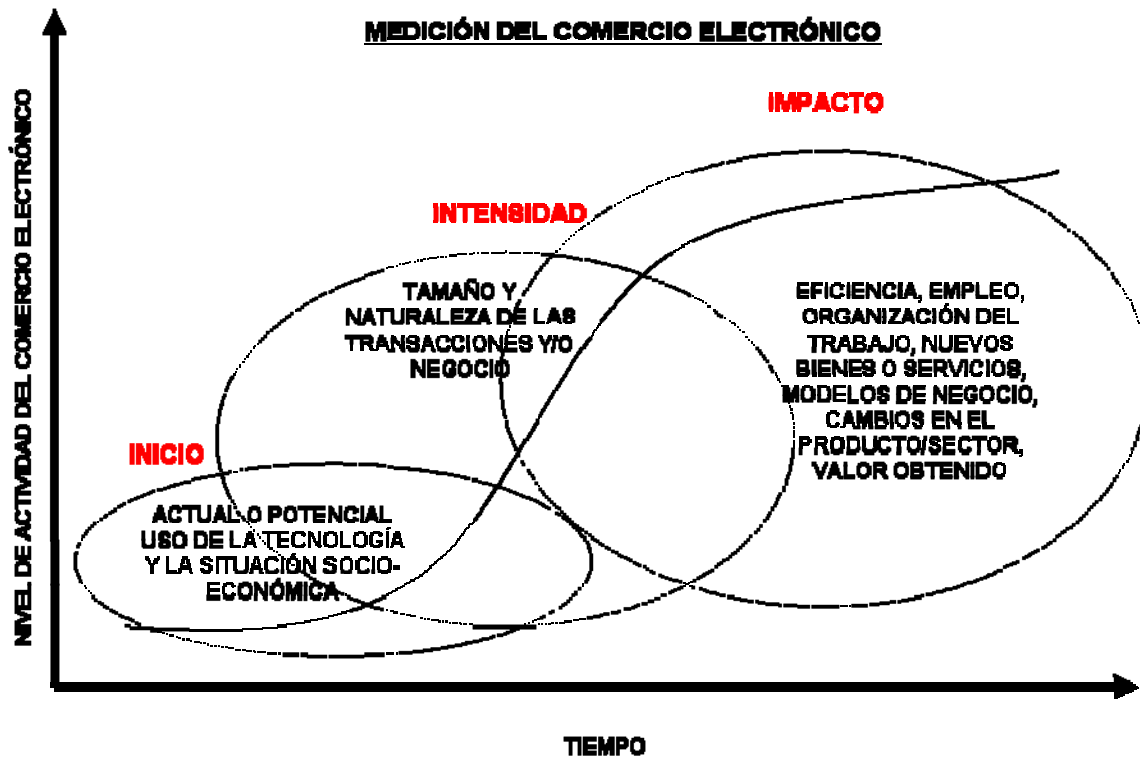 MEDICIÓN DEL COMERCIO ELECTRÓNICO
IMPACTO
INTENSIDAD
TAMAÑO Y
NATURALEZA DE LAS
TRANSACCIONES Y/O
NEGOCIO
EFICIENCIA, EMPLEO,
ORGANIZACIÓN DEL
TRABAJO, NUEVOS
BIENES O SERVICIOS,
MODELOS DE NEGOCIO,
CAMBIOS EN EL
PRODUCTO/SECTOR,
VALOR OBTENIDO
INICIO
ACTUAL O POTENCIAL
USO DE LA TECNOLOGÍA
Y LA SITUACIÓN SOCIO-
ECONÓMICA
NIVEL DE ACTIVIDAD DEL COMERCIO ELECTRÓNICO
TIEMPO